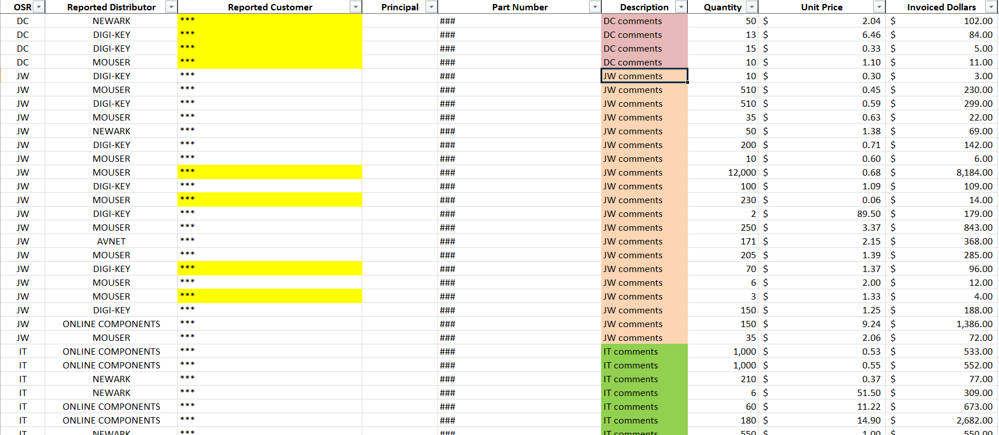 OSR Reported Distributor Reported Customer Principal Part Number Description Quantity Unit Price Invoiced Dollars
DC NEWARK *** ### DC comments 50 $ 2.04 $ 102.00
DC DIGI-KEY *** ### DC comments 13 $ 6.46 $ 84.00
DC DIGI-KEY *** ### DC comments 15 $ 0.33 $ 5.00
DC MOUSER *** ### DC comments 10 $ 1.10 $ 11.00
JW DIGI-KEY *** ### JW comments 10 $ 0.30 $ 3.00
JW MOUSER *** ### JW comments 510 $ 0.45 $ 230.00
JW DIGI-KEY *** ### JW comments 510 $ 0.59 $ 299.00
JW MOUSER *** ### JW comments 35 $ 0.63 $ 22.00
JW NEWARK *** ### JW comments 50 $ 1.38 $ 69.00
JW DIGI-KEY *** ### JW comments 200 $ 0.71 $ 142.00
JW MOUSER *** ### JW comments 10 $ 0.60 $ 6.00
JW MOUSER *** ### JW comments 12,000 $ 0.68 $ 8,184.00
JW DIGI-KEY *** ### JW comments 100 $ 1.09 $ 109.00
JW MOUSER *** ### JW comments 230 $ 0.06 $ 14.00
JW DIGI-KEY *** ### JW comments 2 $ 89.50 $ 179.00
JW MOUSER *** ### JW comments 250 $ 3.37 $ 843.00
JW AVNET *** ### JW comments 171 $ 2.15 $ 368.00
JW MOUSER *** ### JW comments 205 $ 1.39 $ 285.00
JW DIGI-KEY *** ### JW comments 70 $ 1.37 $ 96.00
JW MOUSER *** ### JW comments 6 $ 2.00 $ 12.00
JW MOUSER *** ### JW comments 3 $ 1.33 $ 4.00
JW DIGI-KEY *** ### JW comments 150 $ 1.25 $ 188.00
JW ONLINE COMPONENTS *** ### JW comments 150 $ 9.24 $ 1,386.00
JW MOUSER *** ### JW comments 35 $ 2.06 $ 72.00
IT ONLINE COMPONENTS *** ### IT comments 1,000 $ 0.53 $ 533.00
IT ONLINE COMPONENTS *** ### IT comments 1,000 $ 0.55 $ 552.00
IT NEWARK *** ### IT comments 210 $ 0.37 $ 77.00
IT NEWARK *** ### IT comments 6 $ 51.50 $ 309.00
IT ONLINE COMPONENTS *** ### IT comments 60 $ 11.22 $ 673.00
IT ONLINE COMPONENTS *** ### IT comments 180 $ 14.90 $ 2,682.00
IT NEWARK *** ### IT comments 550 $ 1.00 $ 550.00